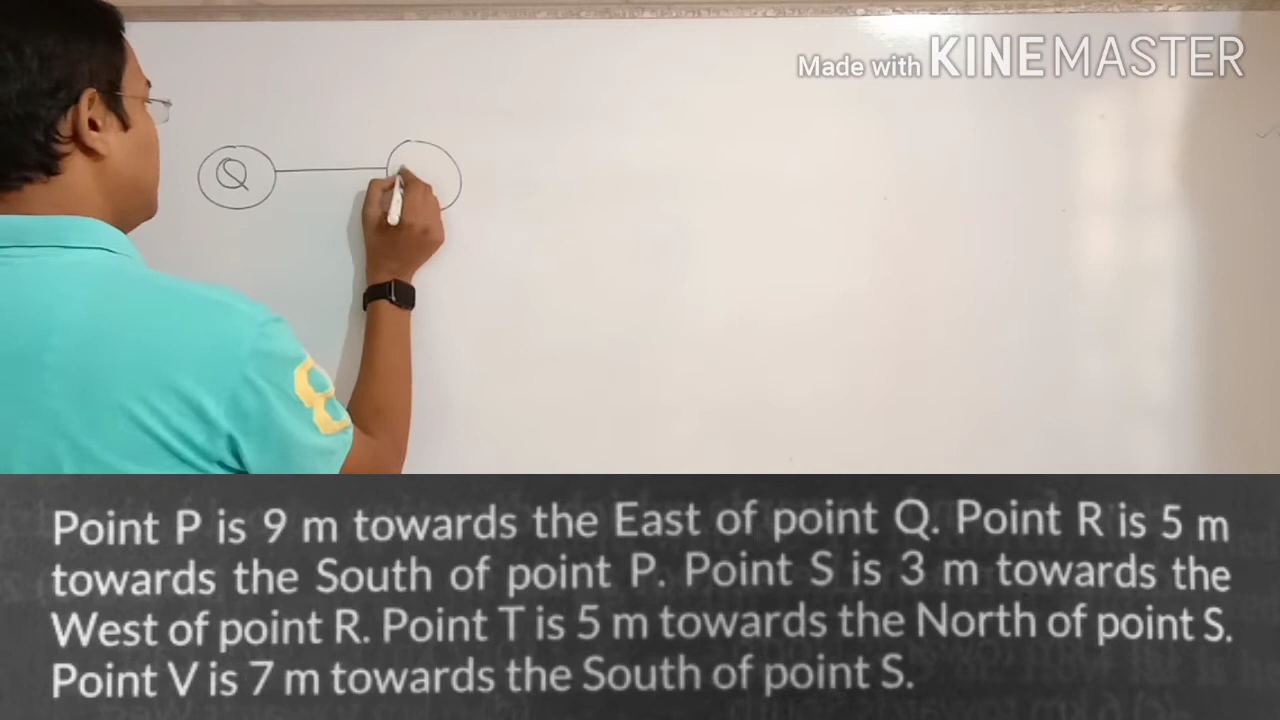 Made with KINEMASTER
Q
8
Point P is 9 m towards the East of point Q. Point R is 5 m
towards the South of point P. Point S is 3 m towards the
West of point R. Point T is 5 m towards the North of point S.
Point V is 7 m towards the South of point S.